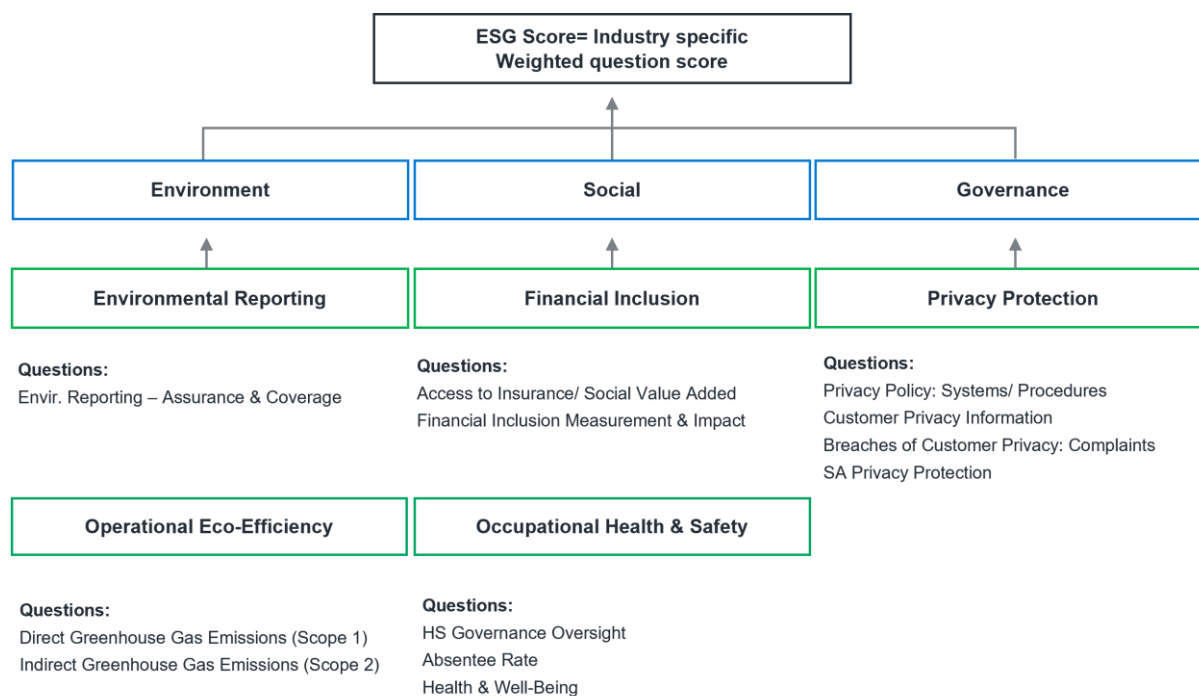 ESG Score= Industry specific
Weighted question score
Environment
Social
Governance
Environmental Reporting
Financial Inclusion
Privacy Protection
Questions:
Envir. Reporting – Assurance & Coverage
Questions:
Access to Insurance/ Social Value Added
Financial Inclusion Measurement & Impact
Questions:
Privacy Policy: Systems/ Procedures
Customer Privacy Information
Breaches of Customer Privacy: Complaints
SA Privacy Protection
Operational Eco-Efficiency
Occupational Health & Safety
Questions:
Direct Greenhouse Gas Emissions (Scope 1)
Indirect Greenhouse Gas Emissions (Scope 2)
Questions:
HS Governance Oversight
Absentee Rate
Health & Well-Being